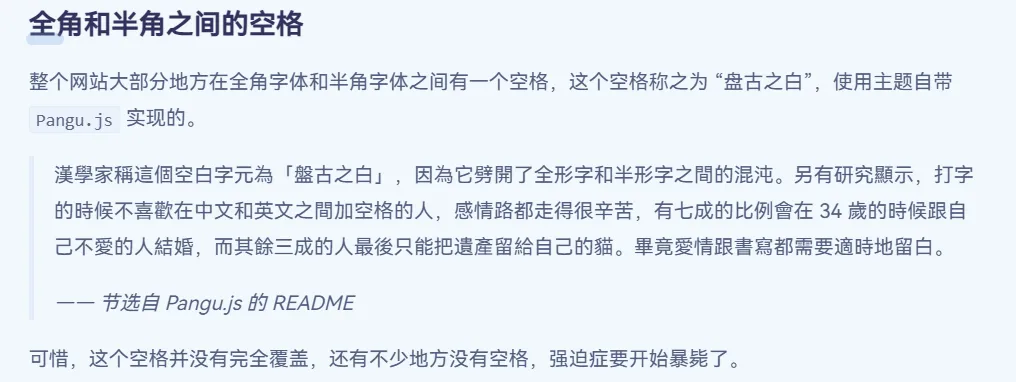 全角和半角之间的空格
整个网站大部分地方在全角字体和半角字体之间有一个空格，这个空格称之为 “盘古之白”，使用主题自带
Pangu.js 实现的。
漢學家稱這個空白字元為「盤古之白」，因為它劈開了全形字和半形字之間的混沌。另有研究顯示，打字
的時候不喜歡在中文和英文之間加空格的人，感情路都走得很辛苦，有七成的比例會在 34 歲的時候跟自
己不愛的人結婚，而其餘三成的人最後只能把遺產留給自己的貓。畢竟愛情跟書寫都需要適時地留白。
—— 节选自 Pangu.js 的 README
可惜，这个空格并没有完全覆盖，还有不少地方没有空格，强迫症要开始暴毙了。